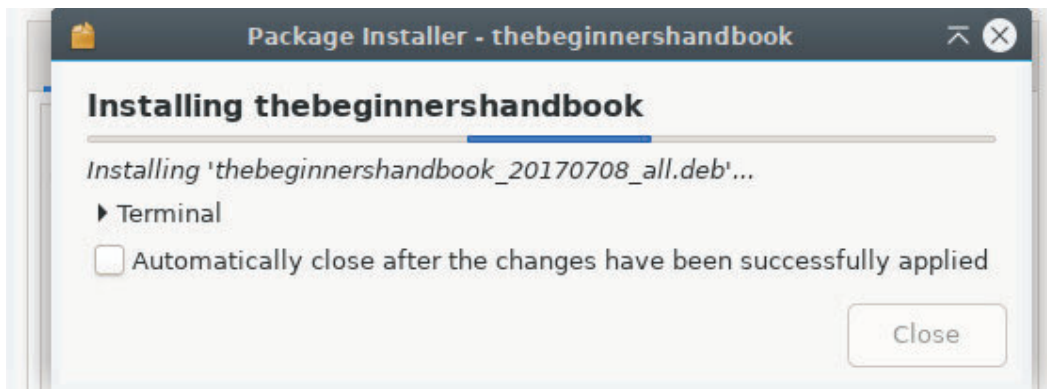 Package Installer - thebeginnershandbook
Installing thebeginnershandbook
Installing 'thebeginnershandbook_20170708_all.deb'...
Terminal
Automatically close after the changes have been successfully applied
Close